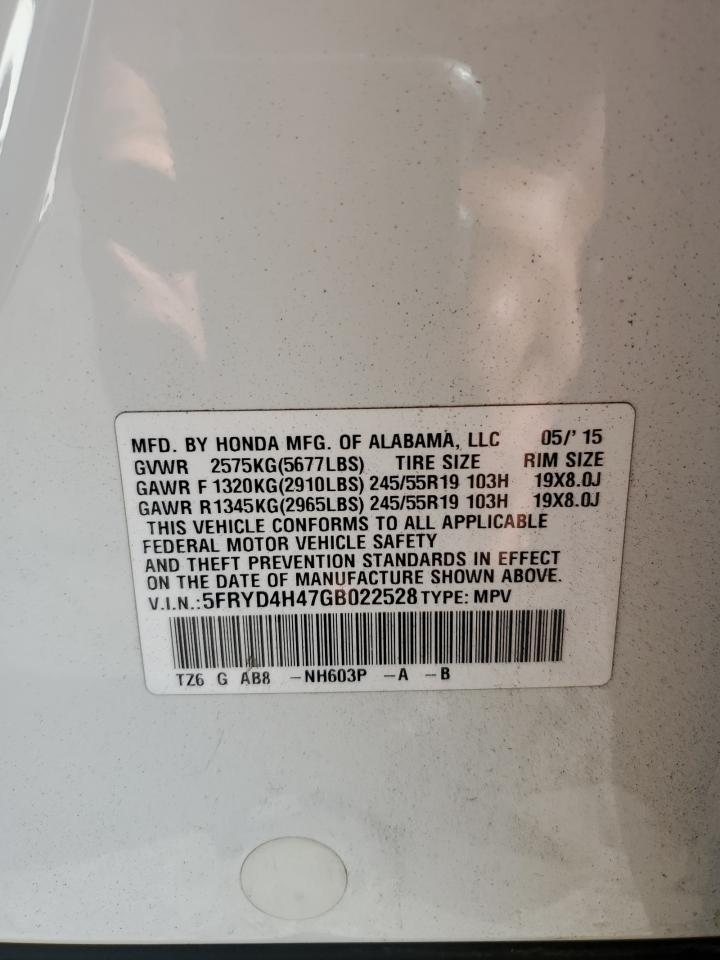 MFD. BY HONDA MFG. OF ALABAMA, LLC 05/'15
GVWR 2575KG(5677LBS) TIRE SIZE RIM SIZE
GAWR F 1320KG(2910LBS) 245/55R19 103H 19X8.0J
GAWR R1345KG(2965LBS) 245/55R19 103H 19X8.0J
THIS VEHICLE CONFORMS TO ALL APPLICABLE
FEDERAL MOTOR VEHICLE SAFETY
AND THEFT PREVENTION STANDARDS IN EFFECT
ON THE DATE OF MANUFACTURE SHOWN ABOVE.
V.I.N.:5FRYD4H47GB022528 TYPE: MPV
TZ6 G AB8 -NH603P -A -B